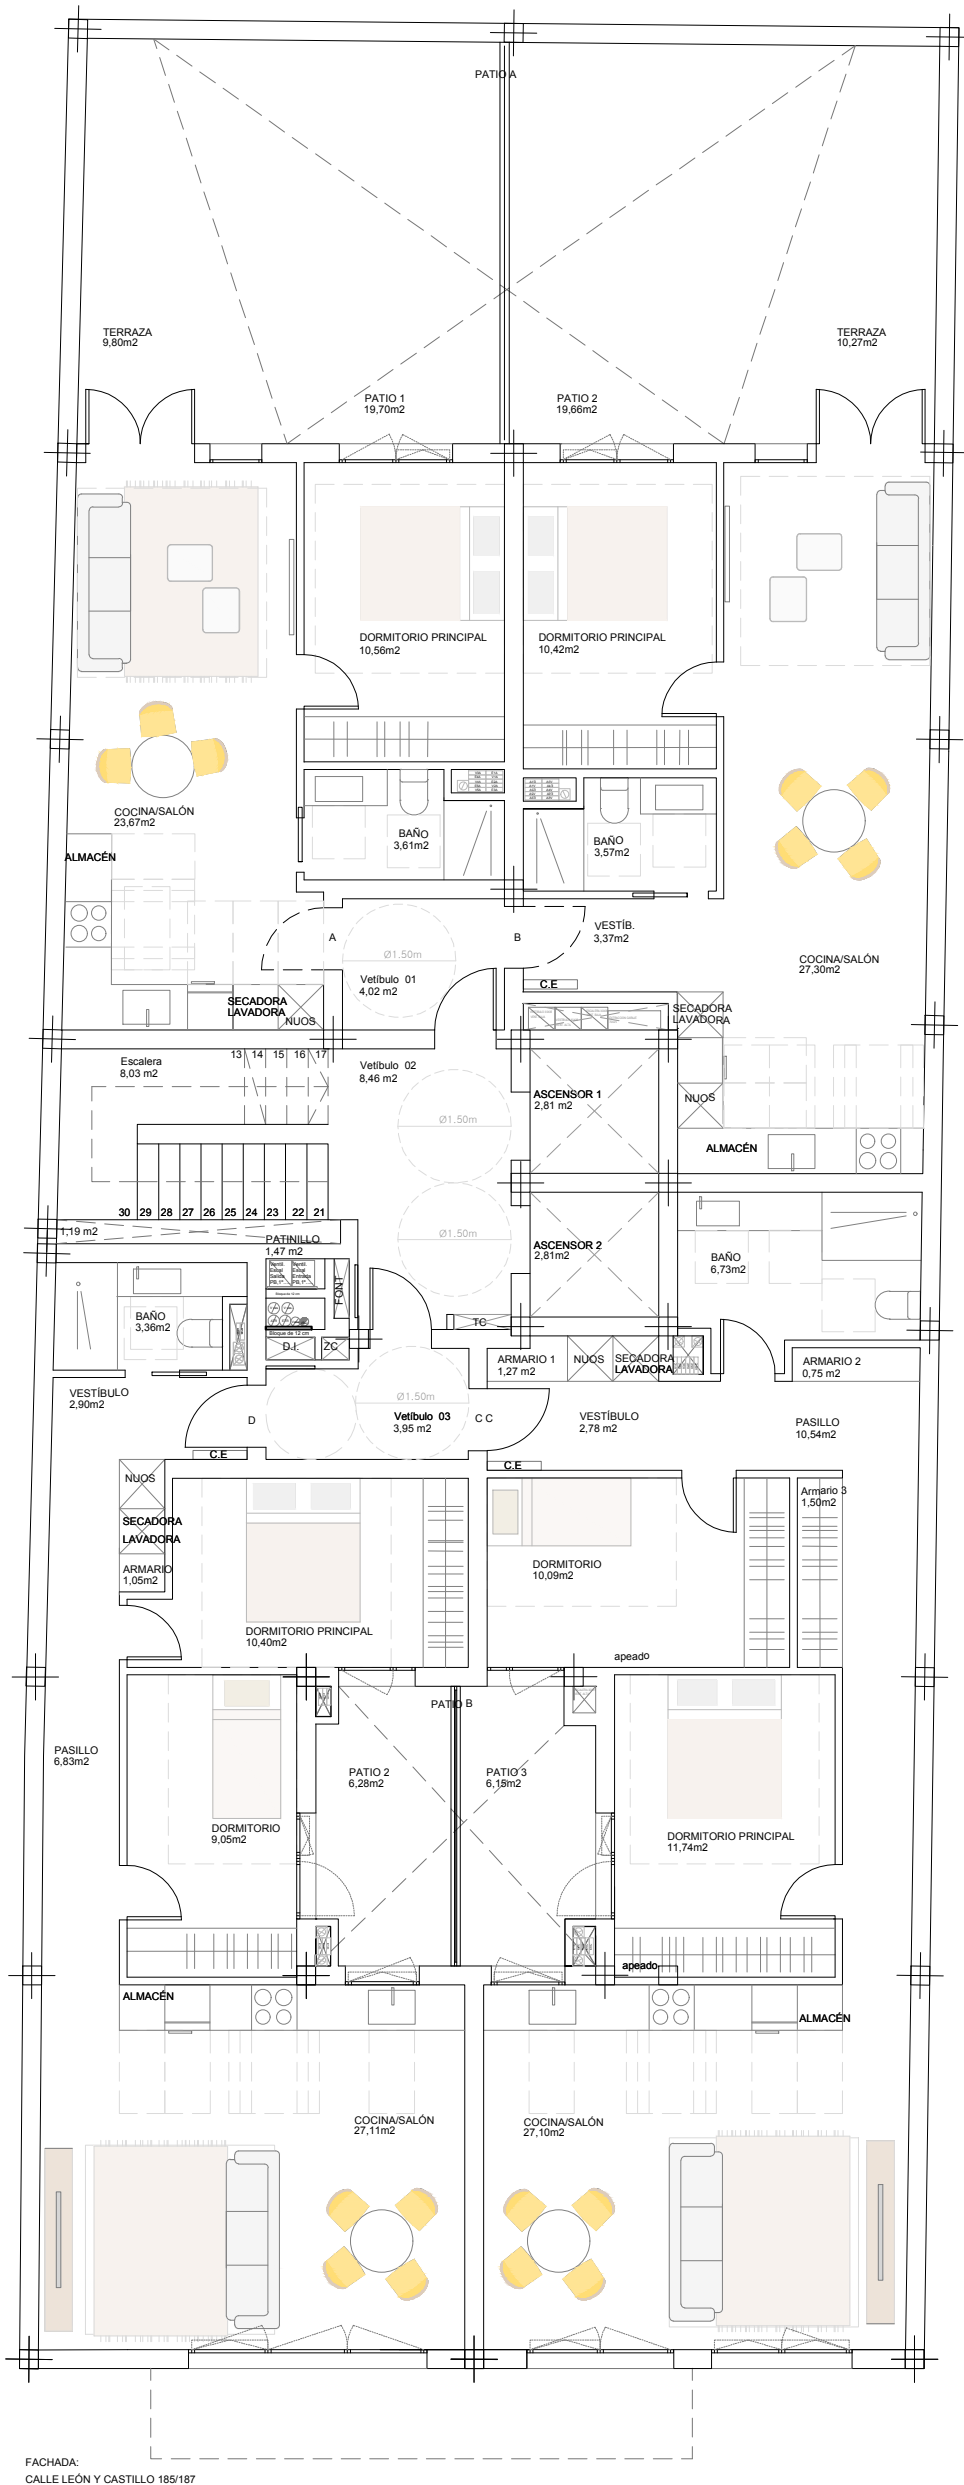 PATIO A
TERRAZA
9,80m2
TERRAZA
10,27m2
PATIO 1
19,70m2
PATIO 2
19,66m2
DORMITORIO PRINCIPAL
10,56m2
DORMITORIO PRINCIPAL
10,42m2
COCINA/SALÓN
23,67m2
BAÑO
3,61m2
BAÑO
3,57m2
ALMACÉN
A
B
VESTÍB.
3,37m2
Ø1.50m
COCINA/SALÓN
27,30m2
Vetíbulo 01
4,02 m2
C.E
SECADORA
LAVADORA
NUOS
SECADORA
LAVADORA
13 14 15 16 17
Escalera
8,03 m2
Vetíbulo 02
8,46 m2
ASCENSOR 1
2,81 m2
NUOS
Ø1.50m
ALMACÉN
30 29 28 27 26 25 24 23 22 21
1,19 m2
PATINILLO
1,47 m2
Ø1.50m
ASCENSOR 2
2,81m2
BAÑO
6,73m2
FONT
BAÑO
3,36m2
TC
Bloque de 12 cm
D.I.
ZC
ARMARIO 1
1,27 m2
NUOS
SECADORA
LAVADORA
ARMARIO 2
0,75 m2
VESTÍBULO
2,90m2
Ø1.50m
D
Vetíbulo 03
3,95 m2
C C
VESTÍBULO
2,78 m2
PASILLO
10,54m2
C.E
C.E
NUOS
Armario 3
1,50m2
SECADORA
LAVADORA
ARMARIO
1,05m2
DORMITORIO
10,09m2
DORMITORIO PRINCIPAL
10,40m2
apeado
PATIO B
PASILLO
6,83m2
PATIO 2
6,28m2
PATIO 3
6,15m2
DORMITORIO
9,05m2
DORMITORIO PRINCIPAL
11,74m2
apeado
ALMACÉN
ALMACÉN
COCINA/SALÓN
27,11m2
COCINA/SALÓN
27,10m2
FACHADA:
CALLE LEÓN Y CASTILLO 185/187